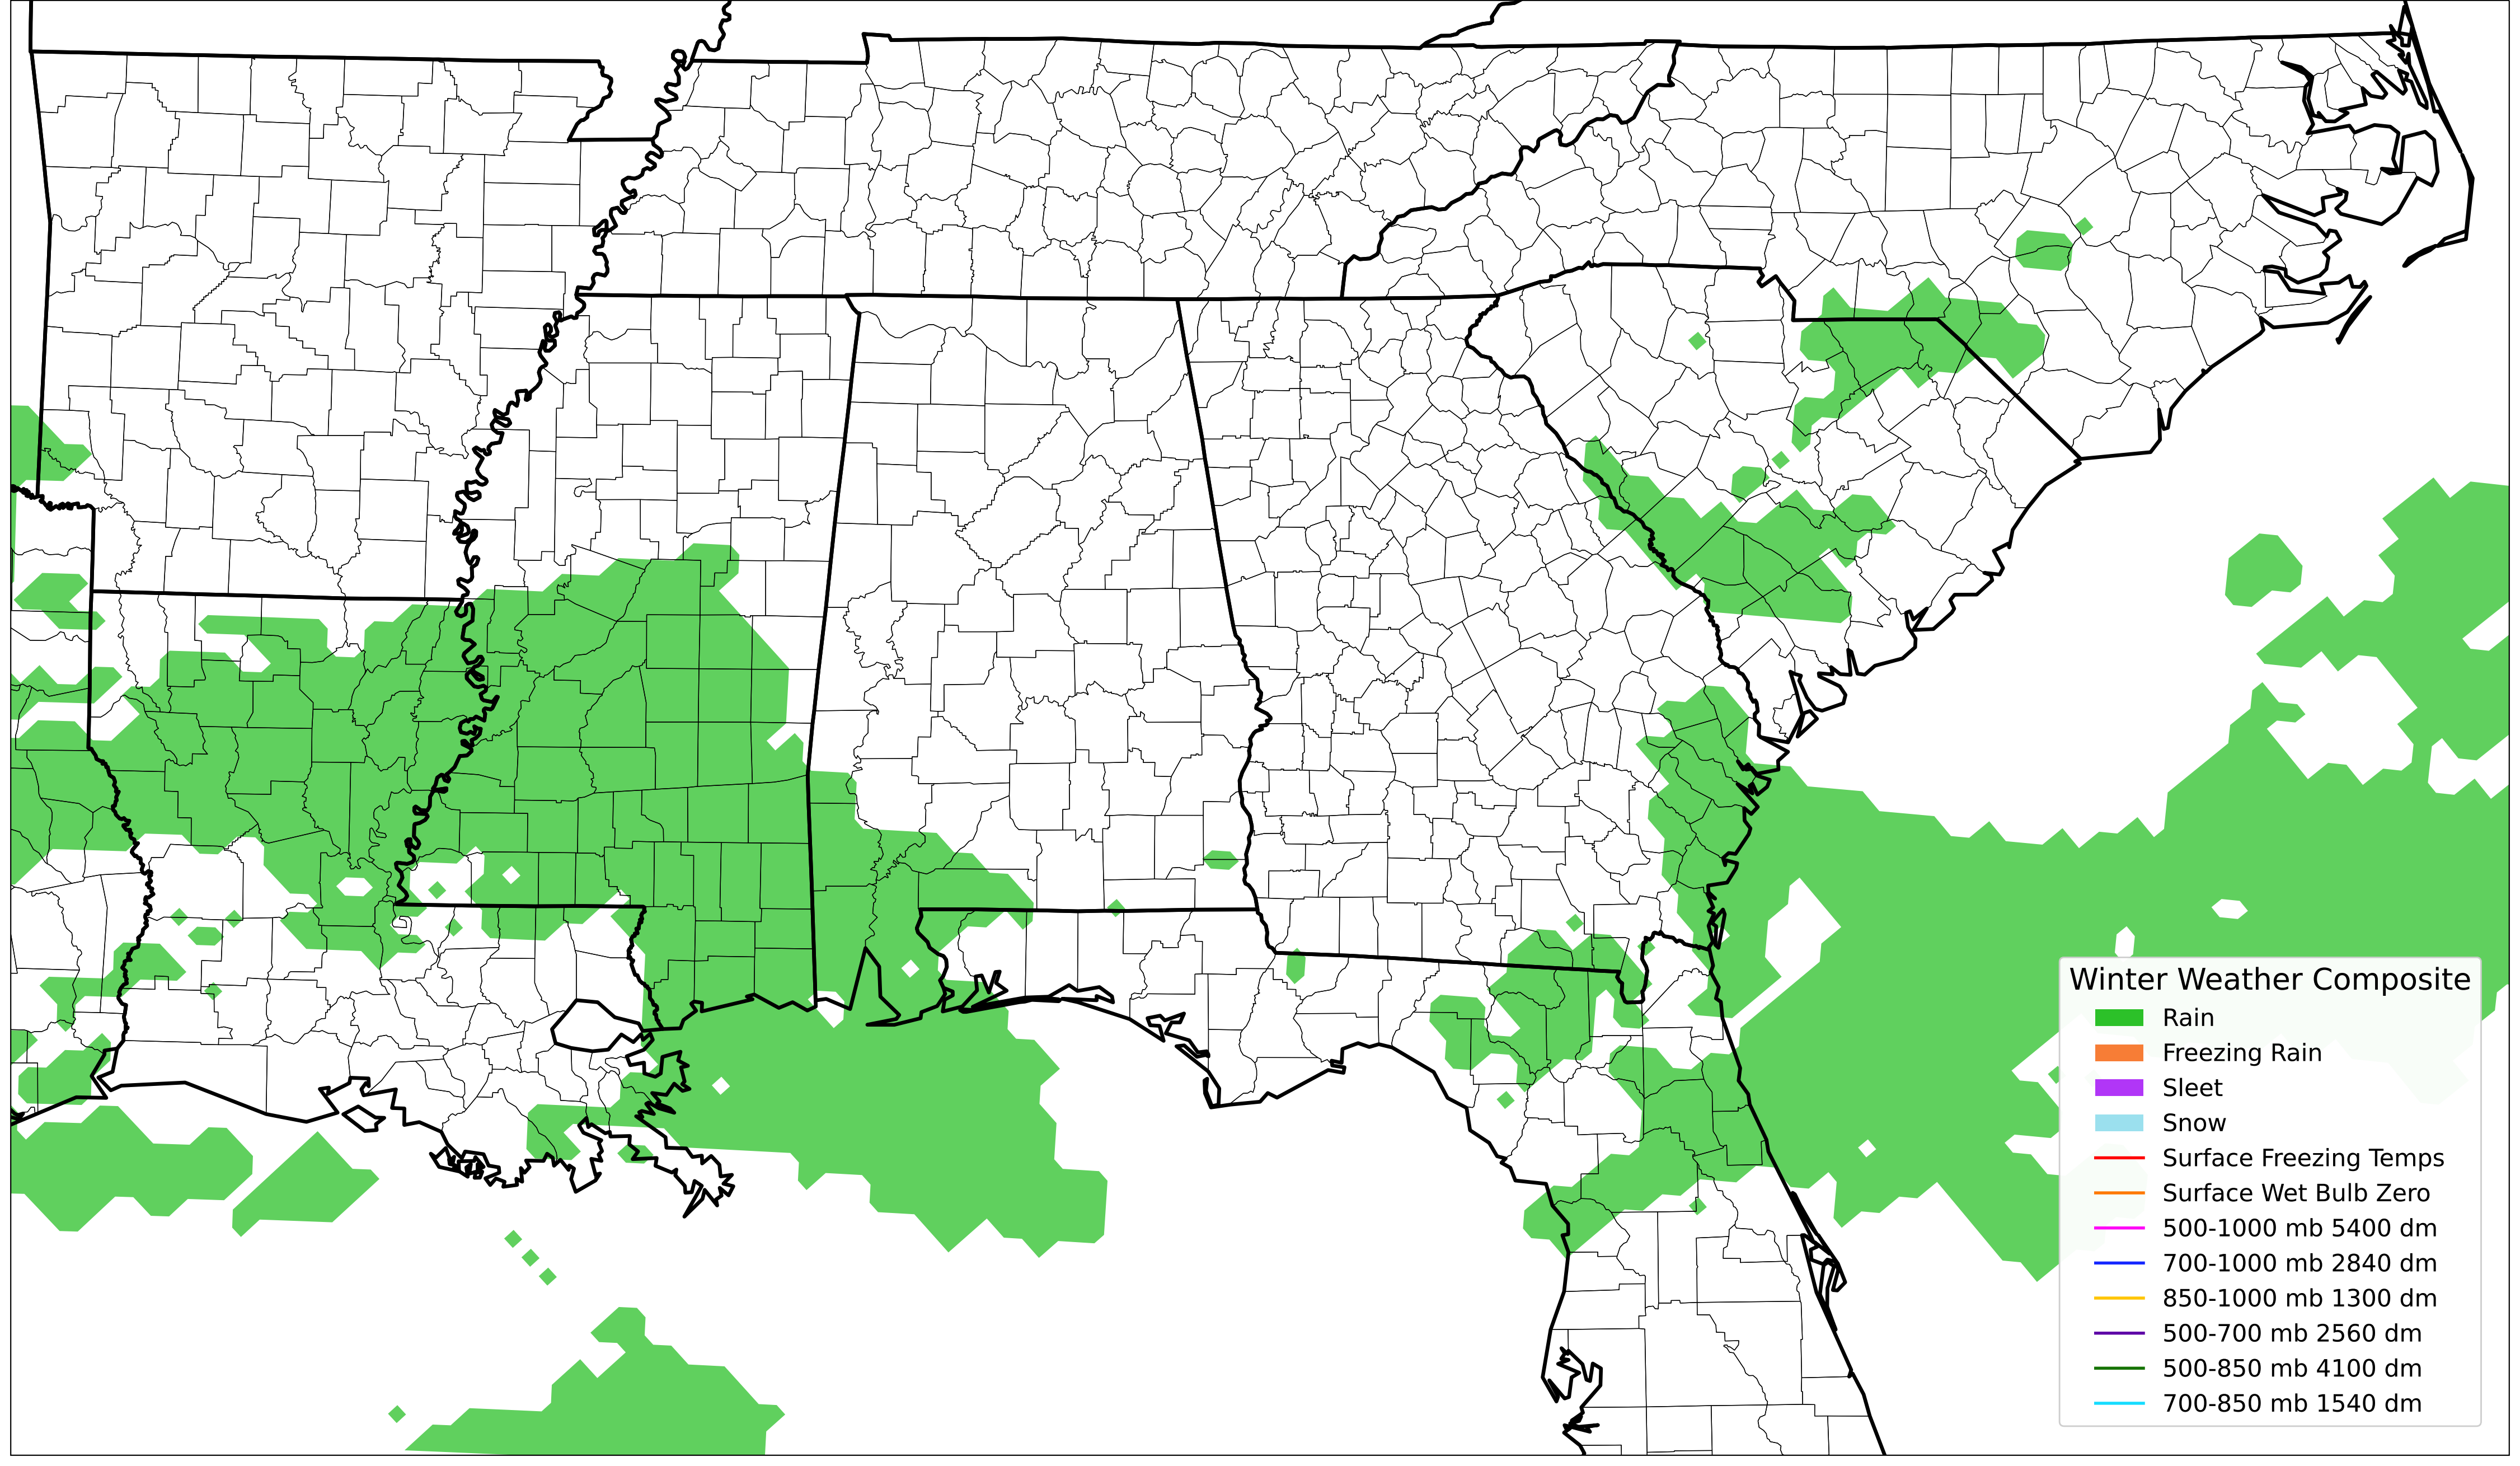 Winter Weather Composite
Rain
Freezing Rain
Sleet
Snow
Surface Freezing Temps
Surface Wet Bulb Zero
500-1000 mb 5400 dm
700-1000 mb 2840 dm
850-1000 mb 1300 dm
500-700 mb 2560 dm
500-850 mb 4100 dm
700-850 mb 1540 dm